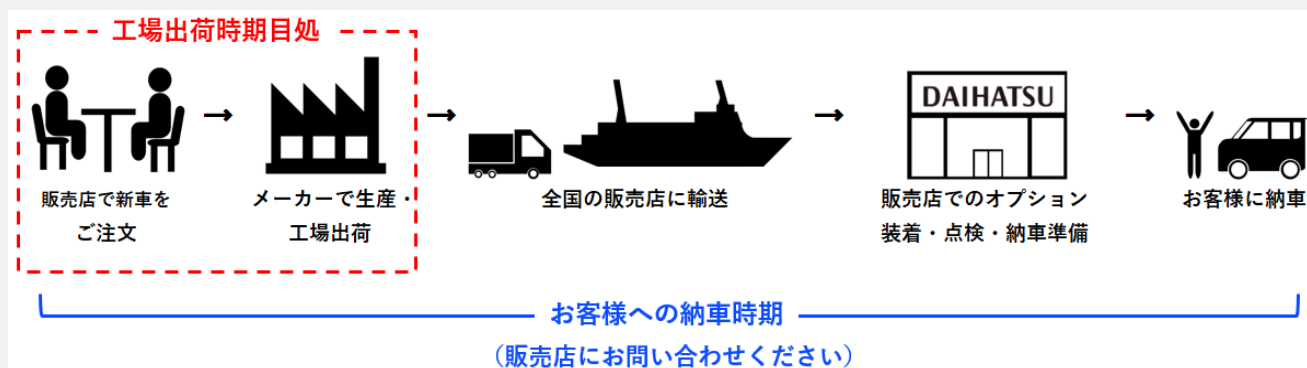 工場出荷時期目処
販売店で新車を
ご注文
→
メーカーで生産・
工場出荷
→
全国の販売店に輸送
→
DAIHATSU
販売店でのオプション
装着・点検・納車準備
→
お客様に納車
お客様への納車時期
（販売店にお問い合わせください）